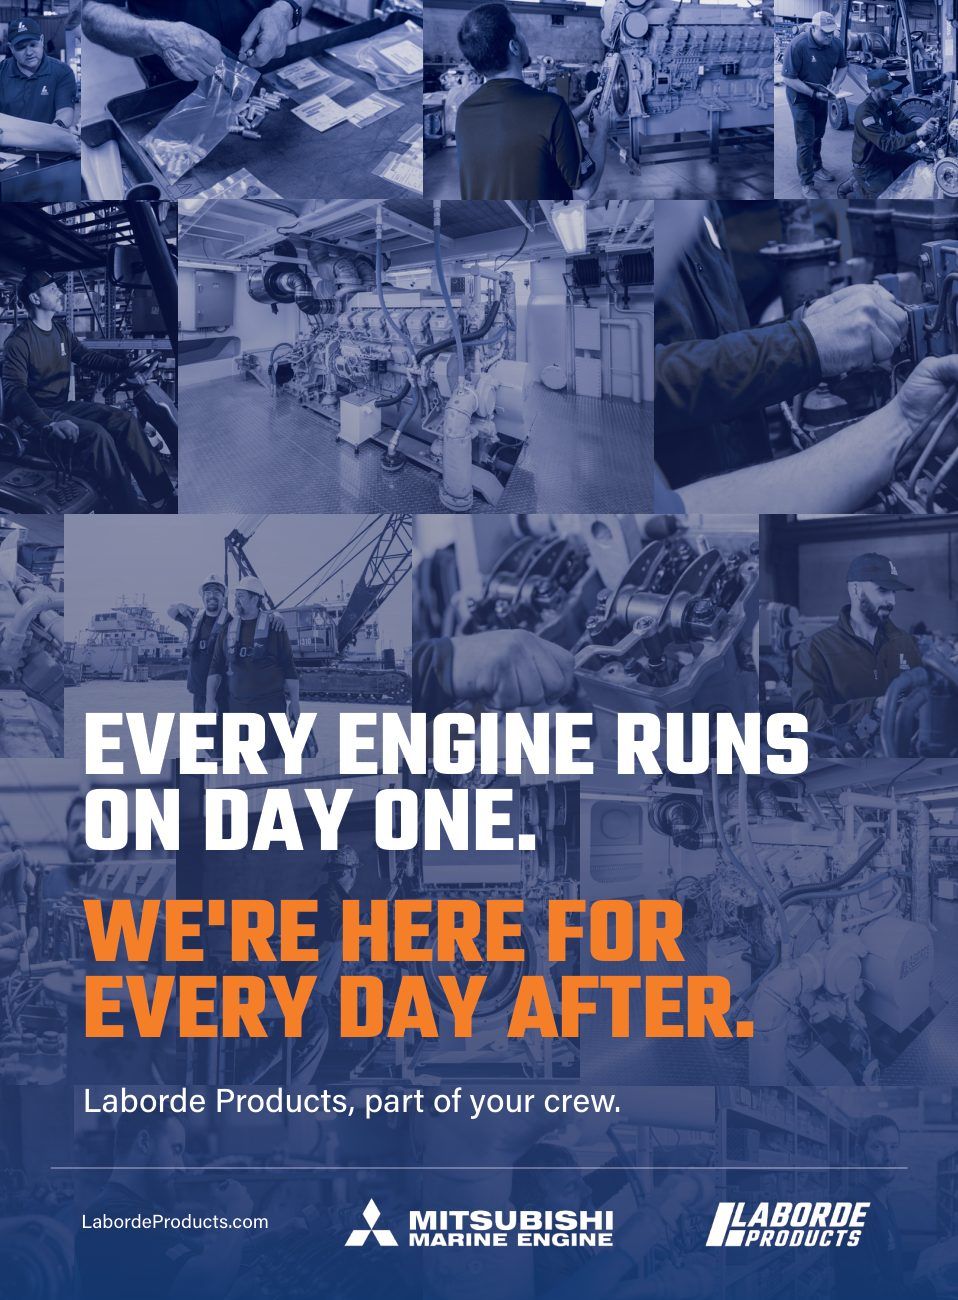 EVERY ENGINE RUNS
ON DAY ONE.
WE'RE HERE FOR
EVERY DAY AFTER.
Laborde Products, part of your crew.
LabordeProducts.com
MITSUBISHI
MARINE ENGINE
LABORDE
PRODUCTS